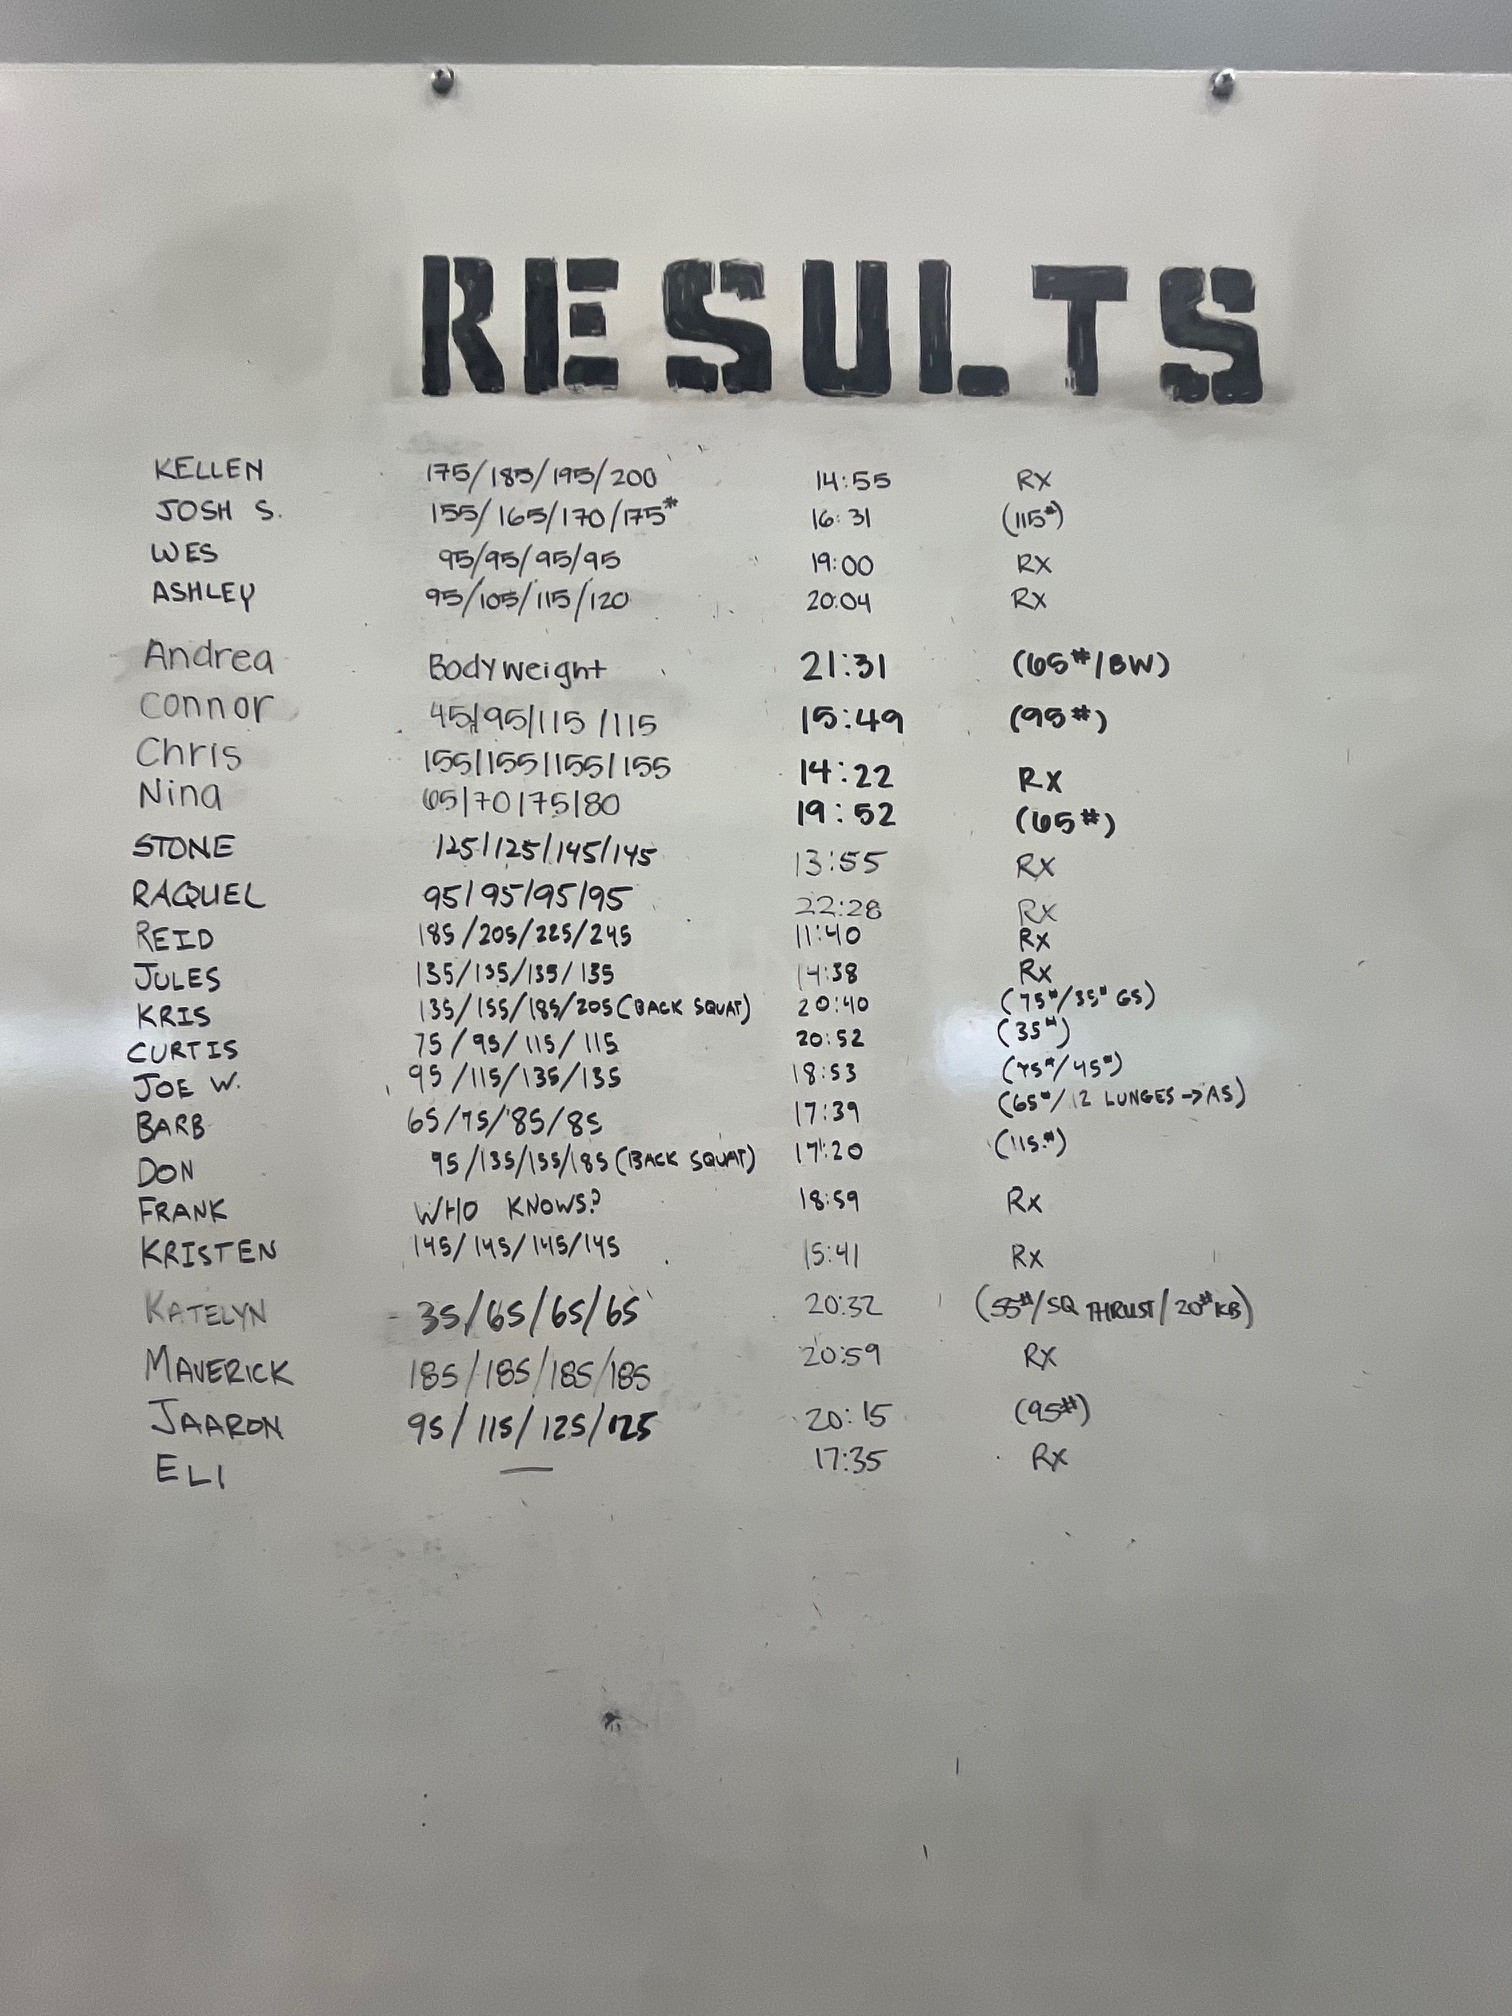 RESULTS
KELLEN 175/185/195/200 14:55 RX
JOSH S. 155/165/170/175# 16:31 (115#)
WES 95/95/95/95 19:00 RX
ASHLEY 95/105/115/120 20:04 RX
Andrea Bodyweight 21:31 (65#/BW)
Connor 45/95/115/115 15:49 (95#)
Chris 155/155/155/155 14:22 RX
Nina 65/70/75/80 19:52 (65#)
STONE 125/125/145/145 13:55 Rx
RAQUEL 95/95/95/95 22:28 Rx
REID 185/205/225/245 11:40 Rx
JULES 135/135/135/135 14:38 Rx
KRIS 135/155/185/205 (BACK SQUAT) 20:40 (75#/35# GS)
CURTIS 75/95/115/115 20:52 (35#)
JOE W. 95/115/135/135 18:53 (75#/45#)
BARB 65/75/85/85 17:39 (65#/12 LUNGES->AS)
DON 95/135/155/185 (BACK SQUAT) 17:20 (115#)
FRANK WHO KNOWS? 18:59 Rx
KRISTEN 145/145/145/145 15:41 Rx
KATELYN 35/65/65/65 20:32 (55#/SQ THRUST/20# KB)
MAVERICK 185/185/185/185 20:59 Rx
JAARON 95/115/125/125 20:15 (95#)
ELI — 17:35 Rx